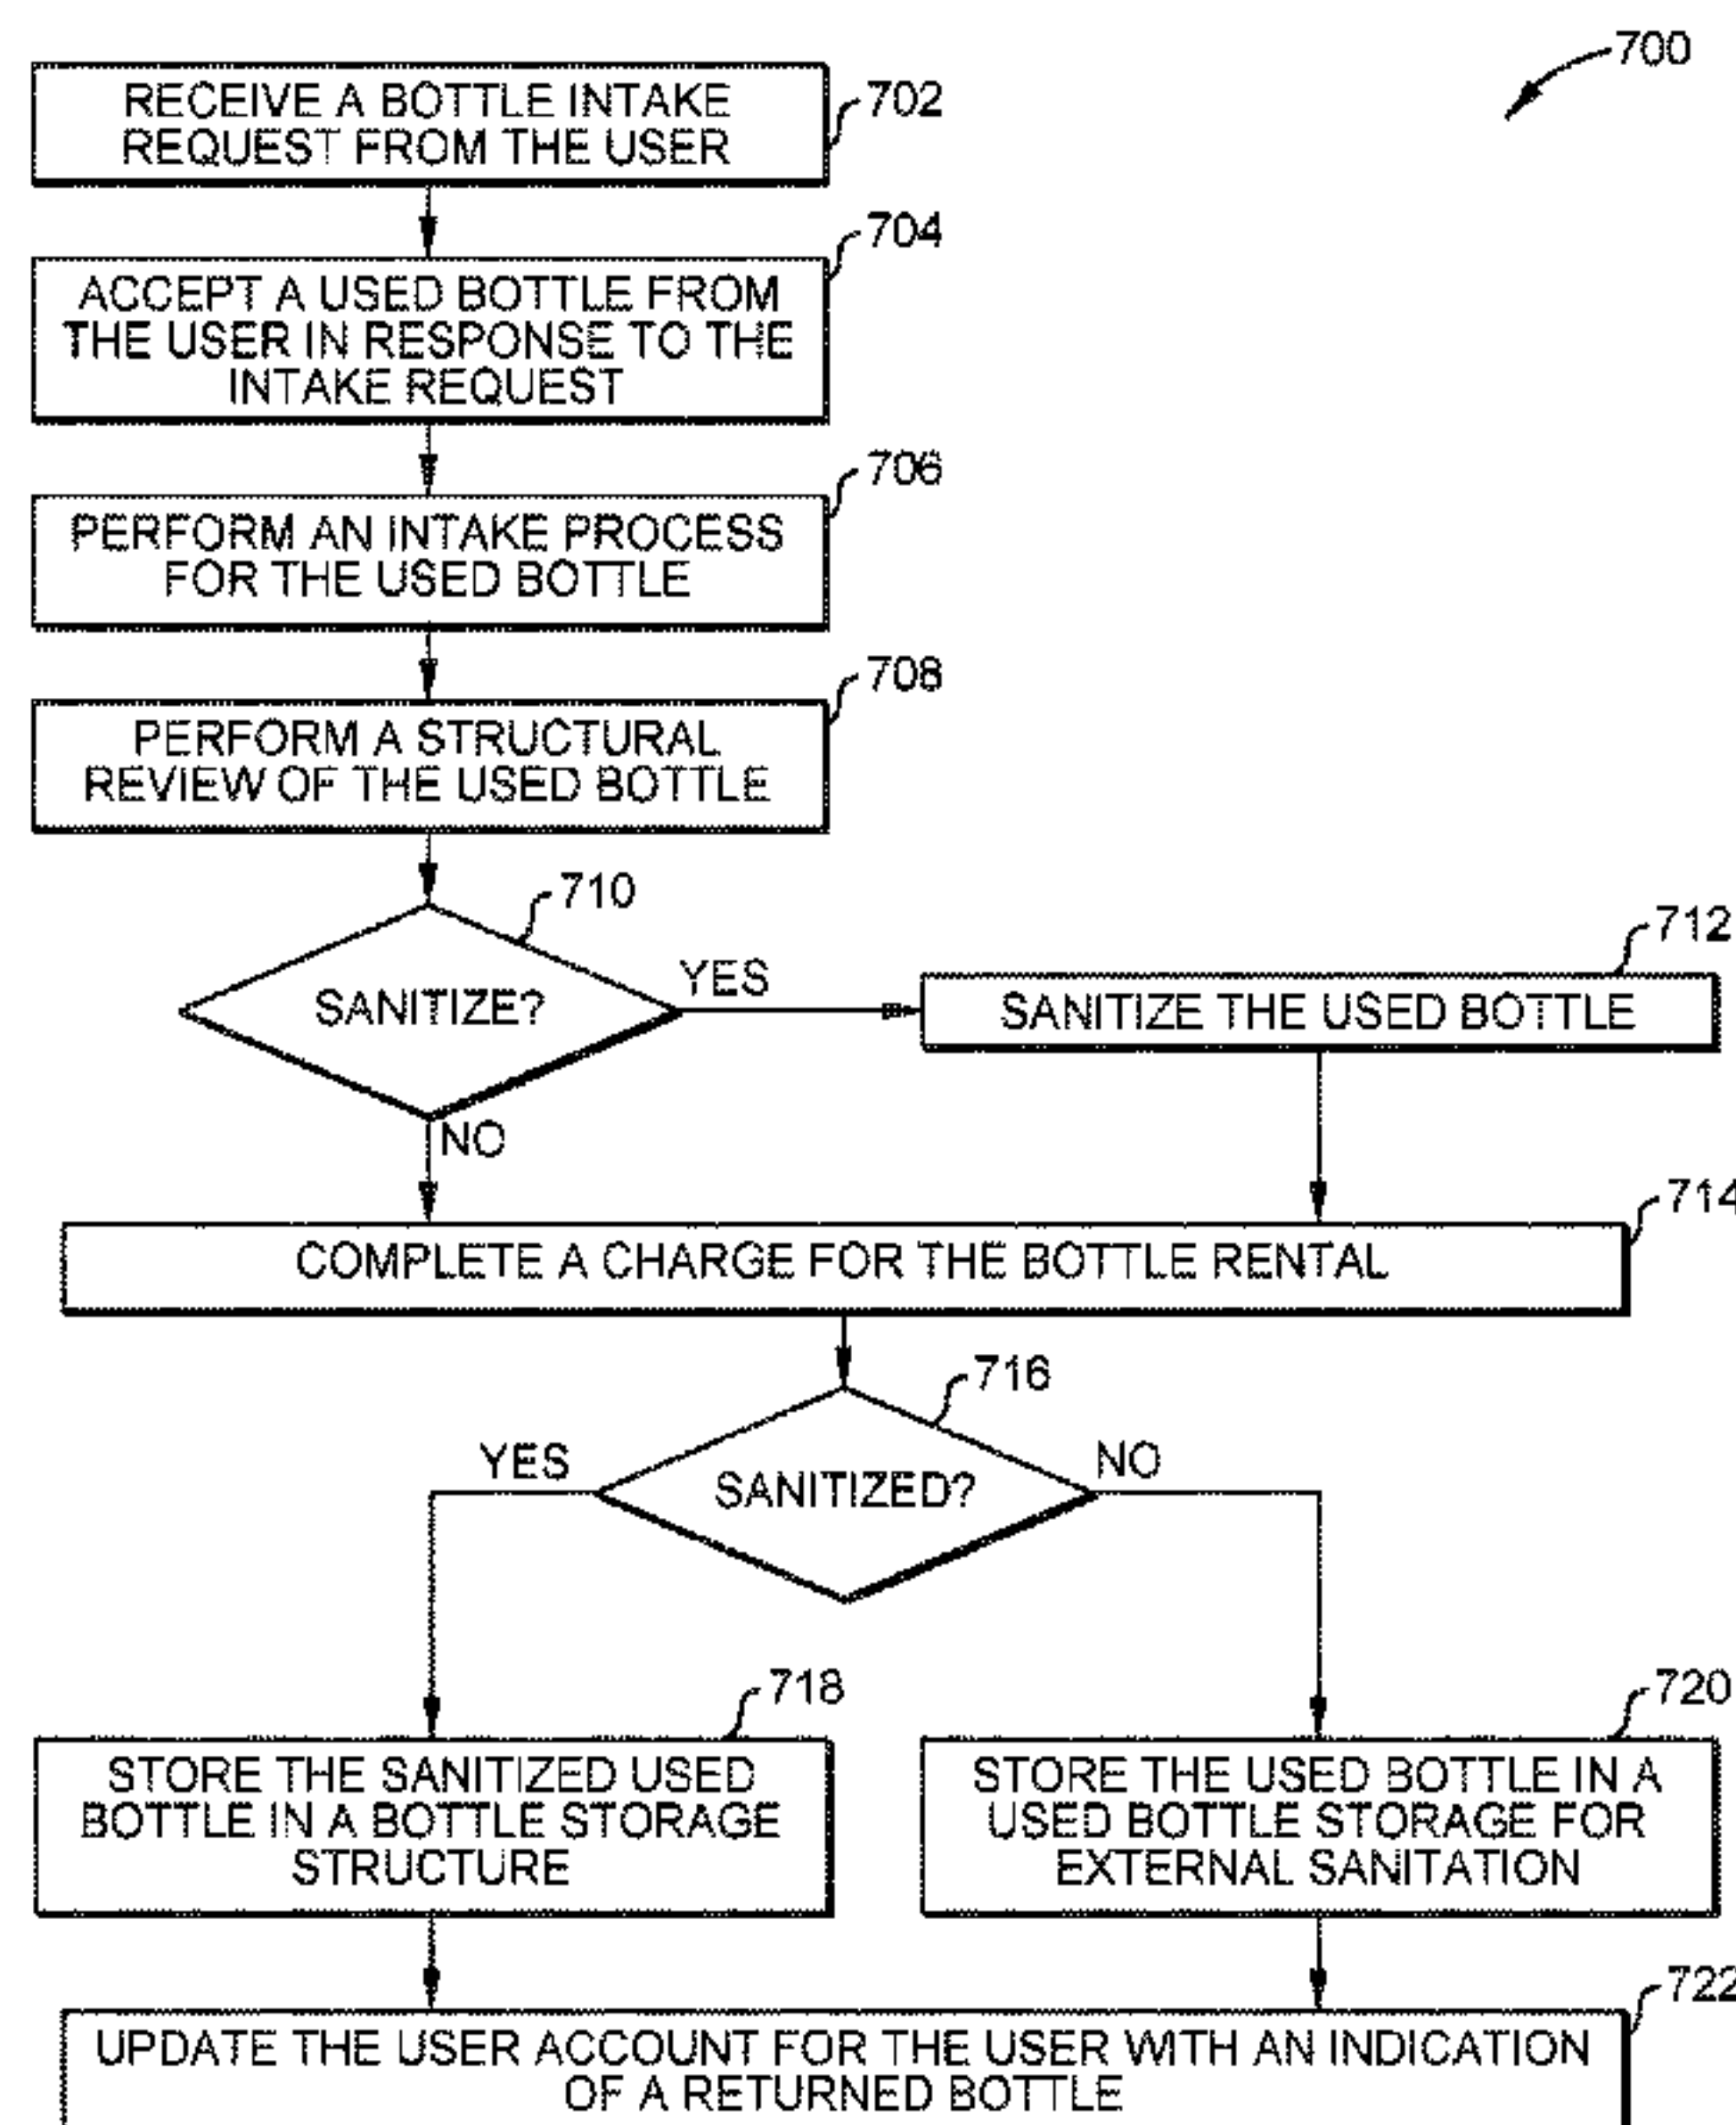 700
RECEIVE A BOTTLE INTAKE
REQUEST FROM THE USER
702
704
ACCEPT A USED BOTTLE FROM
THE USER IN RESPONSE TO THE
INTAKE REQUEST
706
PERFORM AN INTAKE PROCESS
FOR THE USED BOTTLE
708
PERFORM A STRUCTURAL
REVIEW OF THE USED BOTTLE
710
SANITIZE?
YES
NO
712
SANITIZE THE USED BOTTLE
714
COMPLETE A CHARGE FOR THE BOTTLE RENTAL
716
SANITIZED?
YES
NO
718
STORE THE SANITIZED USED
BOTTLE IN A BOTTLE STORAGE
STRUCTURE
720
STORE THE USED BOTTLE IN A
USED BOTTLE STORAGE FOR
EXTERNAL SANITATION
722
UPDATE THE USER ACCOUNT FOR THE USER WITH AN INDICATION
OF A RETURNED BOTTLE